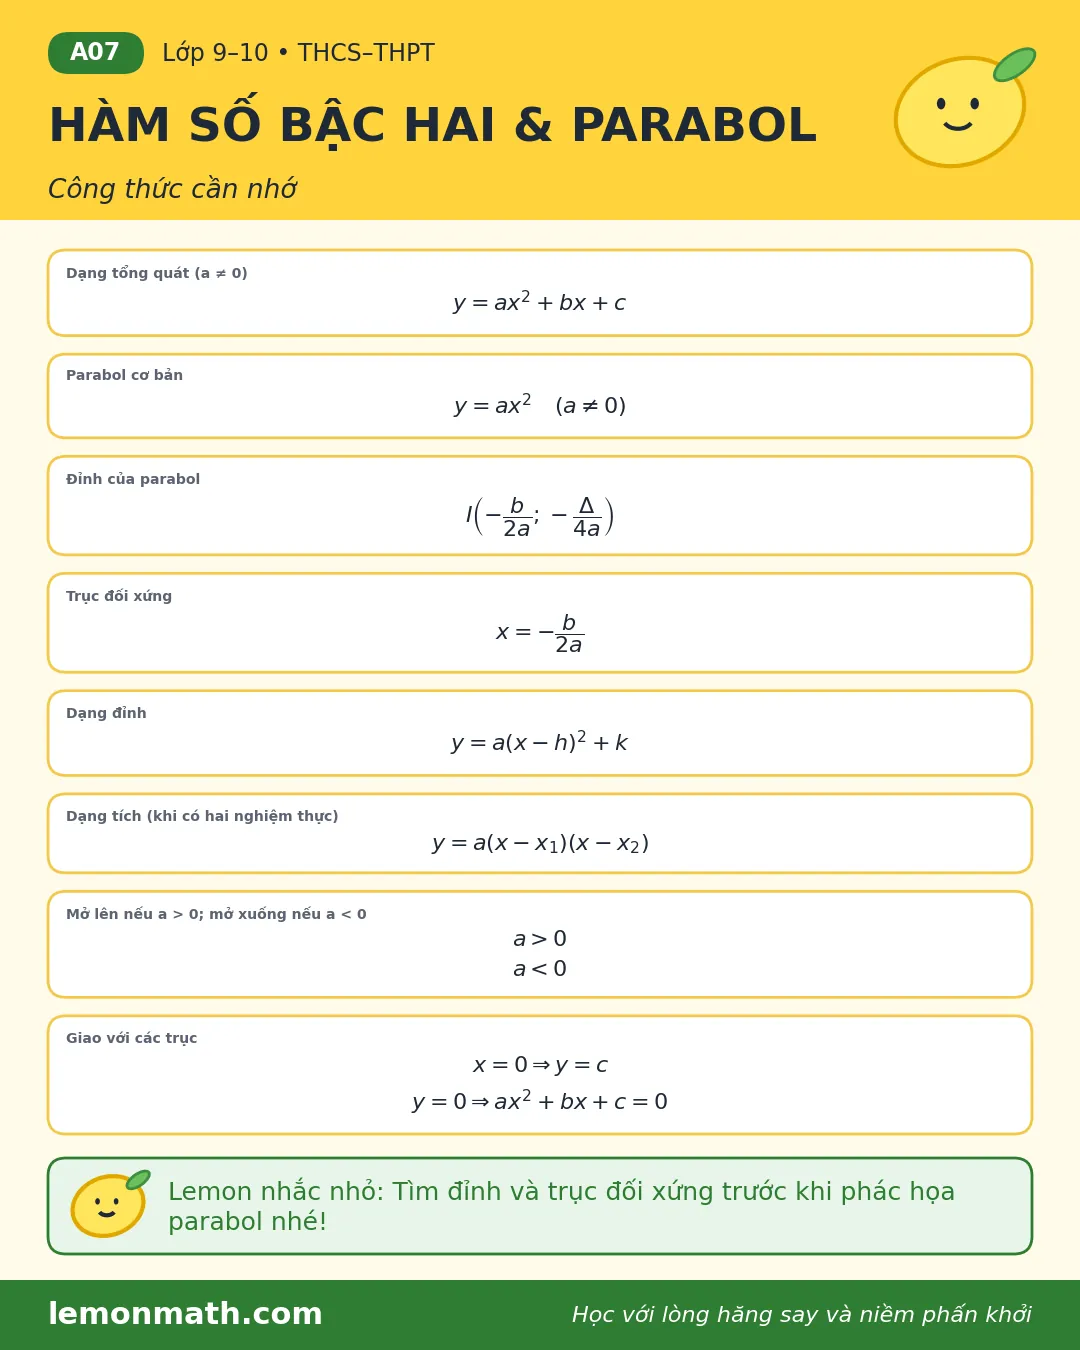 A07 Lớp 9–10 • THCS–THPT
HÀM SỐ BẬC HAI & PARABOL
Công thức cần nhớ
Dạng tổng quát (a ≠ 0)
y = ax² + bx + c
Parabol cơ bản
y = ax² (a ≠ 0)
Đỉnh của parabol
I(−b/2a; −Δ/4a)
Trục đối xứng
x = −b/2a
Dạng đỉnh
y = a(x − h)² + k
Dạng tích (khi có hai nghiệm thực)
y = a(x − x₁)(x − x₂)
Mở lên nếu a > 0; mở xuống nếu a < 0
a > 0
a < 0
Giao với các trục
x = 0 ⇒ y = c
y = 0 ⇒ ax² + bx + c = 0
Lemon nhắc nhỏ: Tìm đỉnh và trục đối xứng trước khi phác họa
parabol nhé!
lemonmath.com
Học với lòng hăng say và niềm phấn khởi